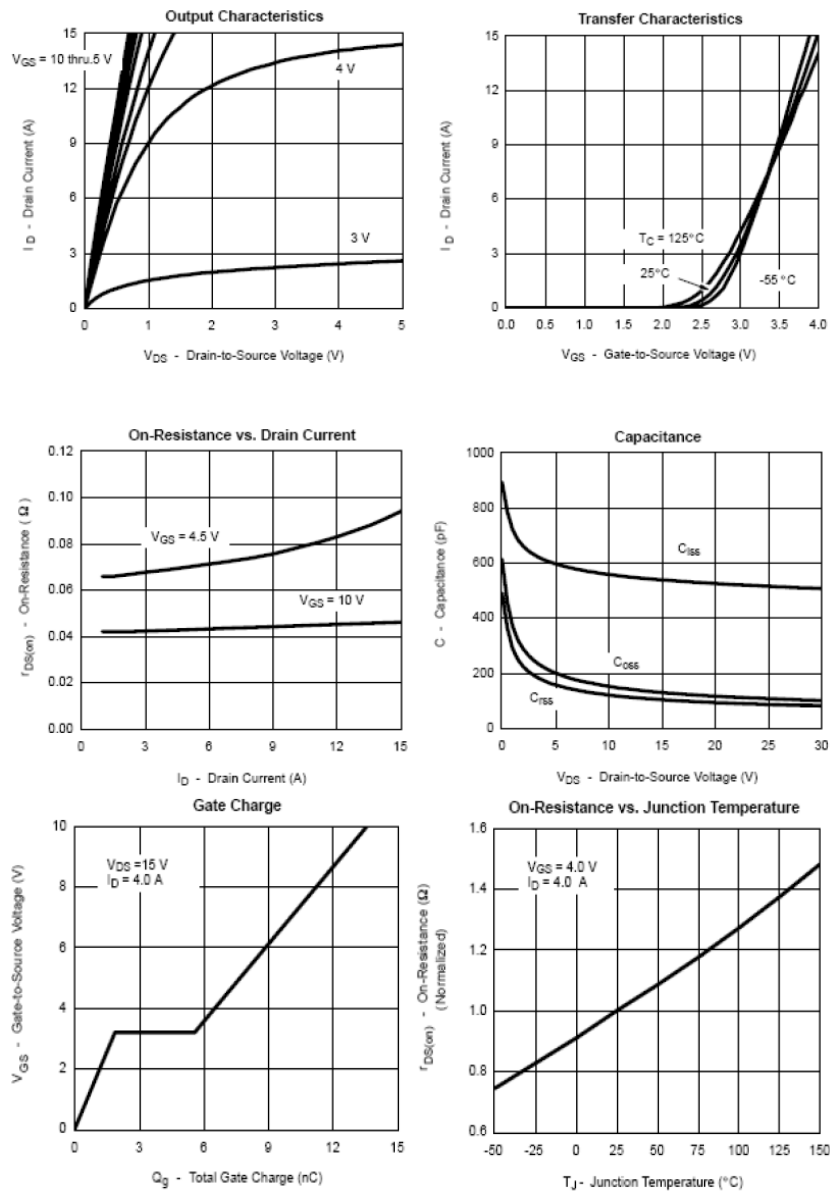 Output Characteristics
15
12
9
6
3
0
I D - Drain Current (A)
VGS = 10 thru.5 V
4 V
3 V
0 1 2 3 4 5
VDS - Drain-to-Source Voltage (V)
Transfer Characteristics
15
12
9
6
3
0
I D - Drain Current (A)
TC = 125°C
25°C
-55 °C
0.0 0.5 1.0 1.5 2.0 2.5 3.0 3.5 4.0
VGS - Gate-to-Source Voltage (V)
On-Resistance vs. Drain Current
0.12
0.10
0.08
0.06
0.04
0.02
0.00
rDS(on) - On-Resistance ( Ω )
VGS = 4.5 V
VGS = 10 V
0 3 6 9 12 15
ID - Drain Current (A)
Capacitance
1000
800
600
400
200
0
C - Capacitance (pF)
Ciss
Coss
Crss
0 5 10 15 20 25 30
VDS - Drain-to-Source Voltage (V)
Gate Charge
10
8
6
4
2
0
VGS - Gate-to-Source Voltage (V)
VDS =15 V
ID = 4.0 A
0 3 6 9 12 15
Qg - Total Gate Charge (nC)
On-Resistance vs. Junction Temperature
1.6
1.4
1.2
1.0
0.8
0.6
rDS(on) - On-Resistance (Ω)
(Normalized)
VGS = 4.0 V
ID = 4.0 A
-50 -25 0 25 50 75 100 125 150
TJ - Junction Temperature (°C)